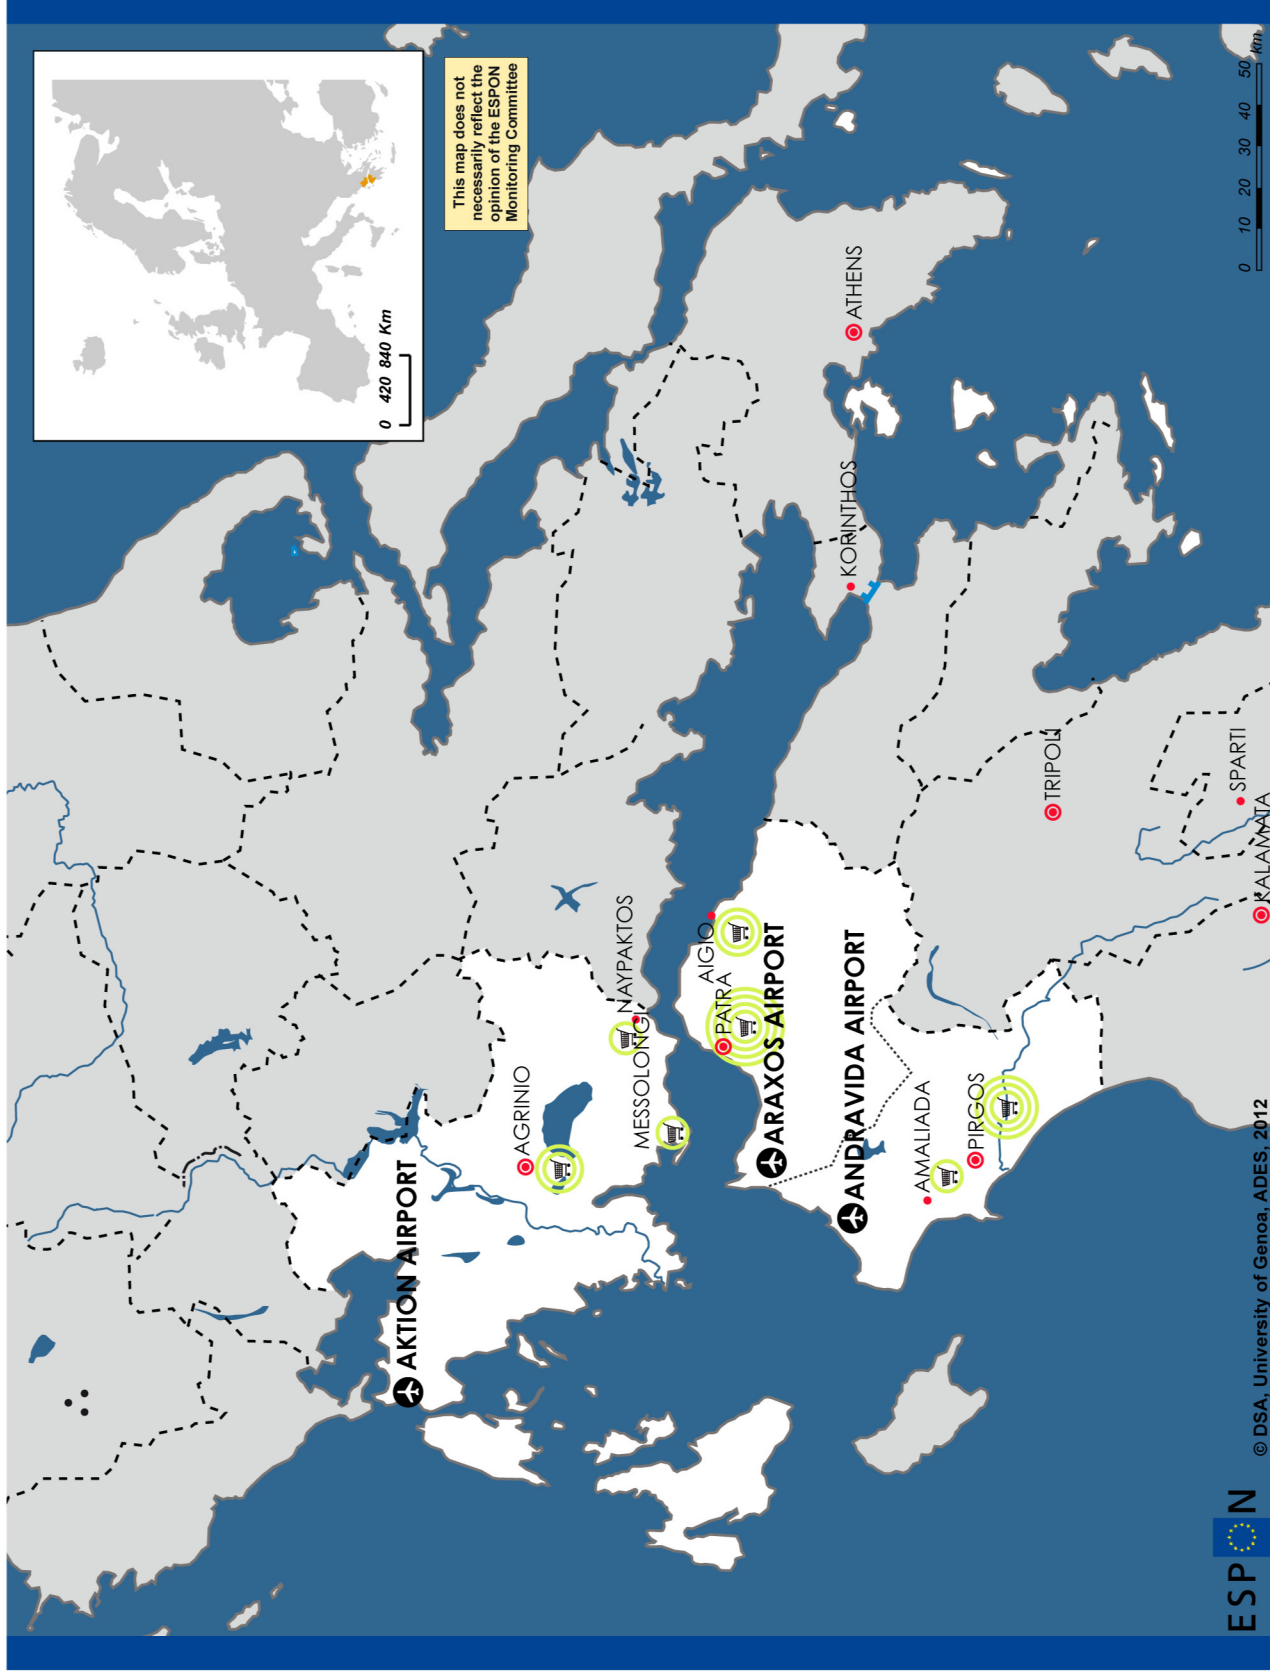 0 420 840 Km
This map does not
necessarily reflect the
opinion of the ESPON
Monitoring Committee
AKTION AIRPORT
AGRINIO
NAYPAKTOS
MESSOLONGI
AIGIO
PATRA
ARAXOS AIRPORT
ANDRAVIDA AIRPORT
AMALIADA
PIRGOS
KORINTHOS
ATHENS
TRIPOLI
SPARTI
KALAMATA
ESPON
© DSA, University of Genoa, ADES, 2012
0 10 20 30 40 50 km